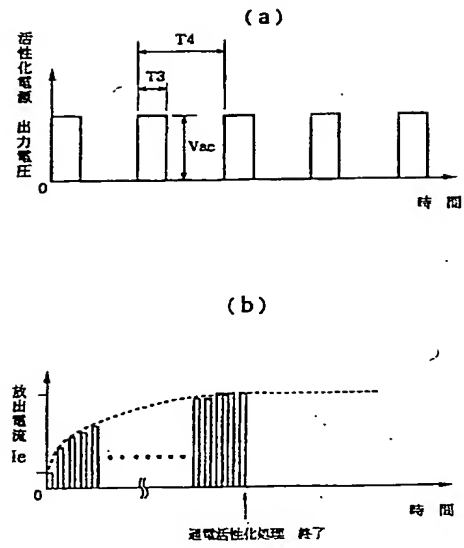 (a)
活性化電源
出力電圧
T4
T3
Vac
0
時間
(b)
放出電流
Ie
0
時間
通電活性化処理 終了